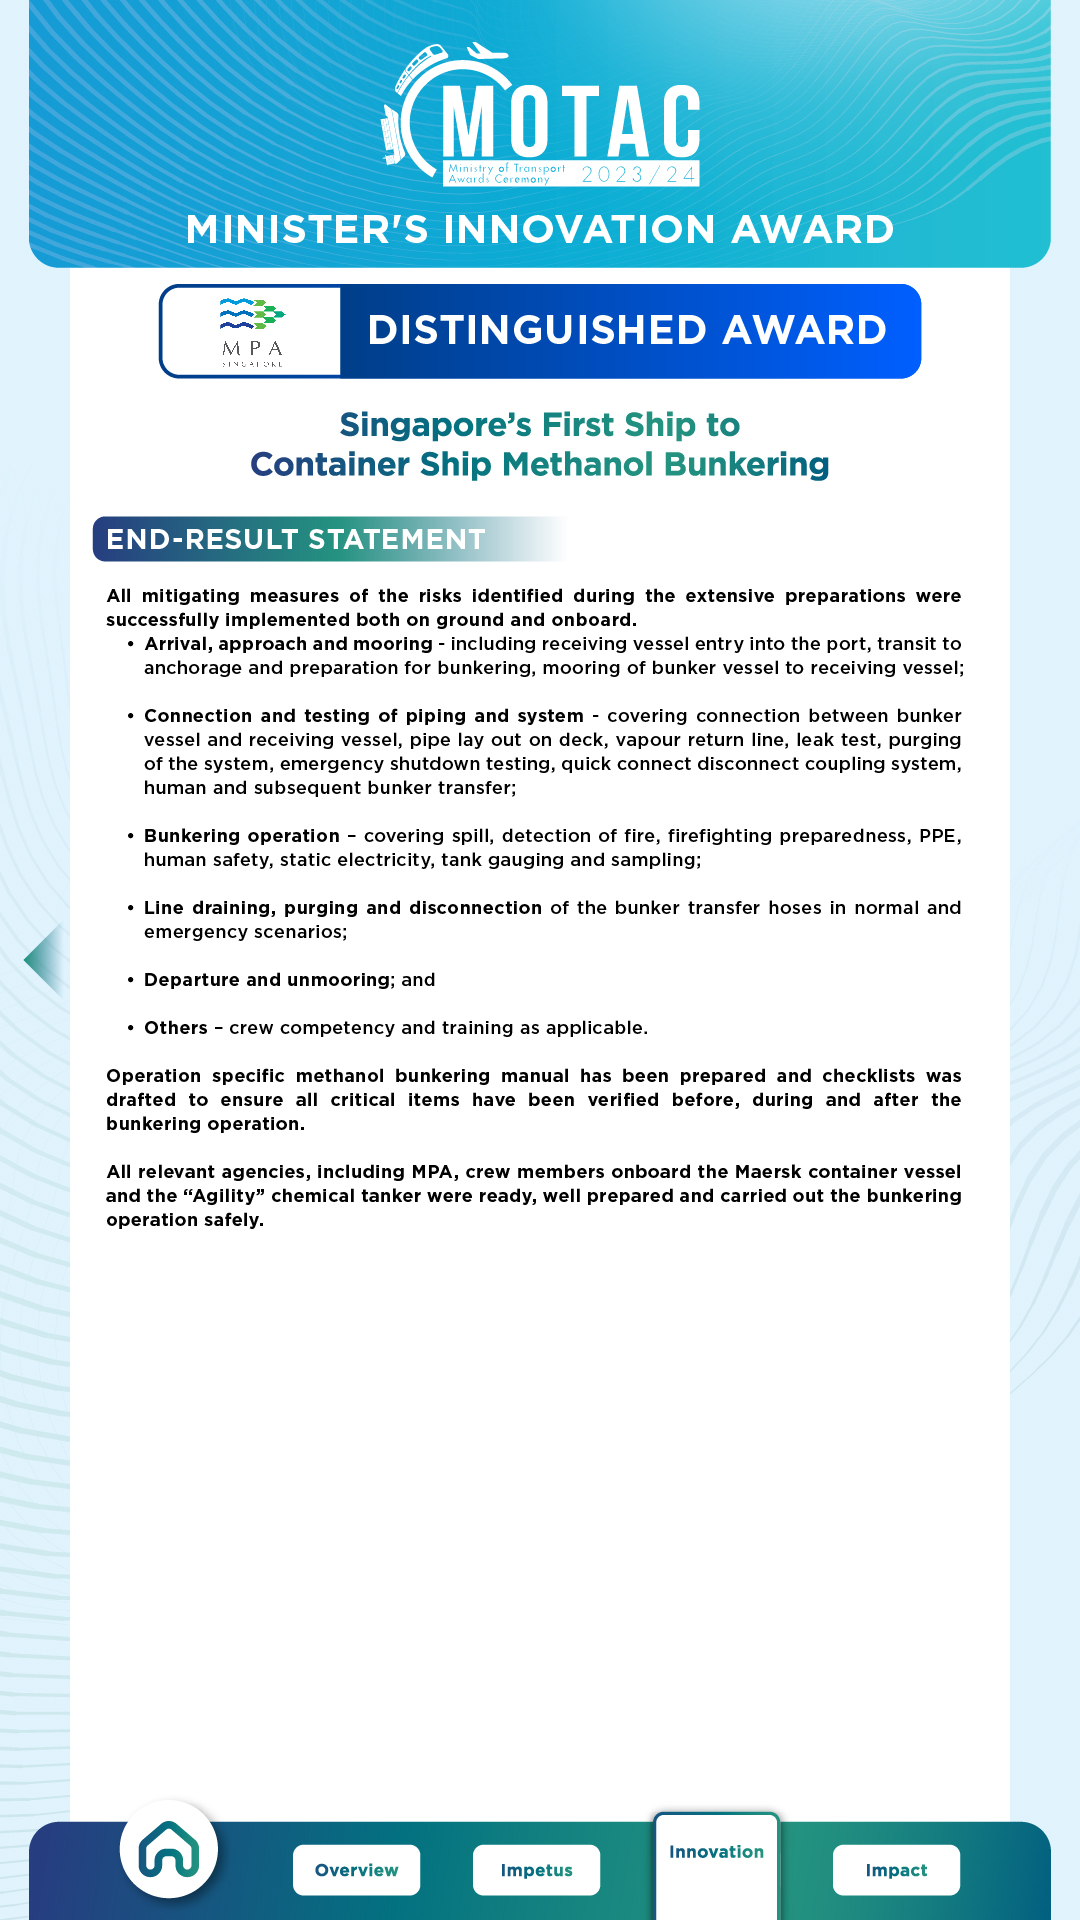 MOTAC
Ministry of Transport
Awards Ceremony 2023/24
MINISTER'S INNOVATION AWARD
MPA
SINGAPORE
DISTINGUISHED AWARD
Singapore’s First Ship to
Container Ship Methanol Bunkering
END-RESULT STATEMENT
All mitigating measures of the risks identified during the extensive preparations were
successfully implemented both on ground and onboard.
• Arrival, approach and mooring - including receiving vessel entry into the port, transit to
anchorage and preparation for bunkering, mooring of bunker vessel to receiving vessel;
• Connection and testing of piping and system - covering connection between bunker
vessel and receiving vessel, pipe lay out on deck, vapour return line, leak test, purging
of the system, emergency shutdown testing, quick connect disconnect coupling system,
human and subsequent bunker transfer;
• Bunkering operation – covering spill, detection of fire, firefighting preparedness, PPE,
human safety, static electricity, tank gauging and sampling;
• Line draining, purging and disconnection of the bunker transfer hoses in normal and
emergency scenarios;
• Departure and unmooring; and
• Others – crew competency and training as applicable.
Operation specific methanol bunkering manual has been prepared and checklists was
drafted to ensure all critical items have been verified before, during and after the
bunkering operation.
All relevant agencies, including MPA, crew members onboard the Maersk container vessel
and the “Agility” chemical tanker were ready, well prepared and carried out the bunkering
operation safely.
Overview
Impetus
Innovation
Impact